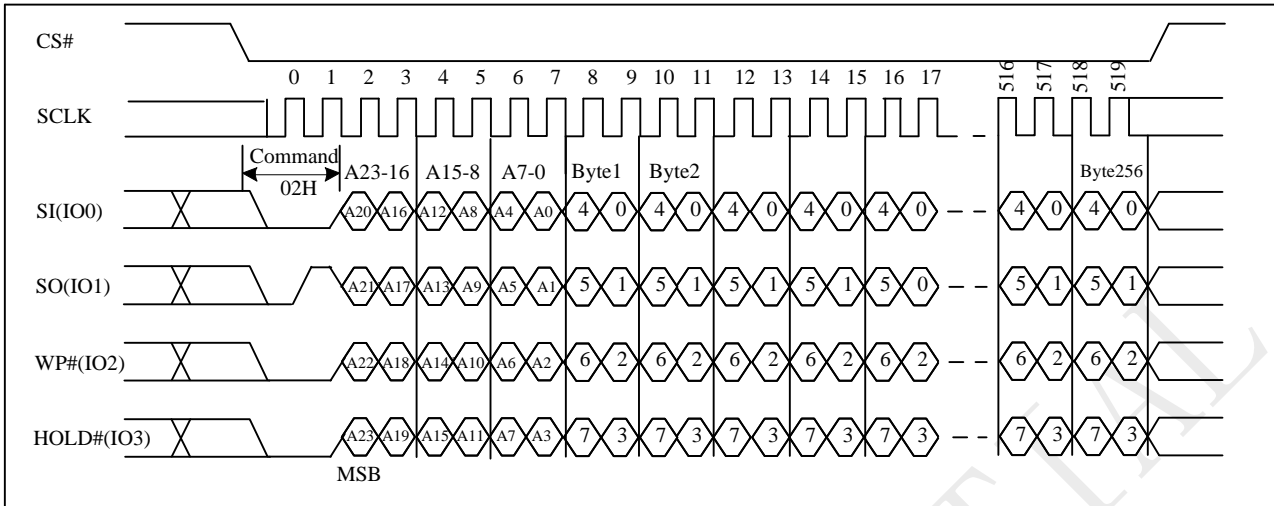 CS#
0 1 2 3 4 5 6 7 8 9 10 11 12 13 14 15 16 17 516 517 518 519
SCLK
Command
02H
A23-16 A15-8 A7-0 Byte1 Byte2 Byte256
SI(IO0) A20 A16 A12 A8 A4 A0 4 0 4 0 4 0 4 0 4 0 4 0 4 0
SO(IO1) A21 A17 A13 A9 A5 A1 5 1 5 1 5 1 5 1 5 0 5 1 5 1
WP#(IO2) A22 A18 A14 A10 A6 A2 6 2 6 2 6 2 6 2 6 2 6 2 6 2
HOLD#(IO3) A23 A19 A15 A11 A7 A3 7 3 7 3 7 3 7 3 7 3 7 3 7 3
MSB